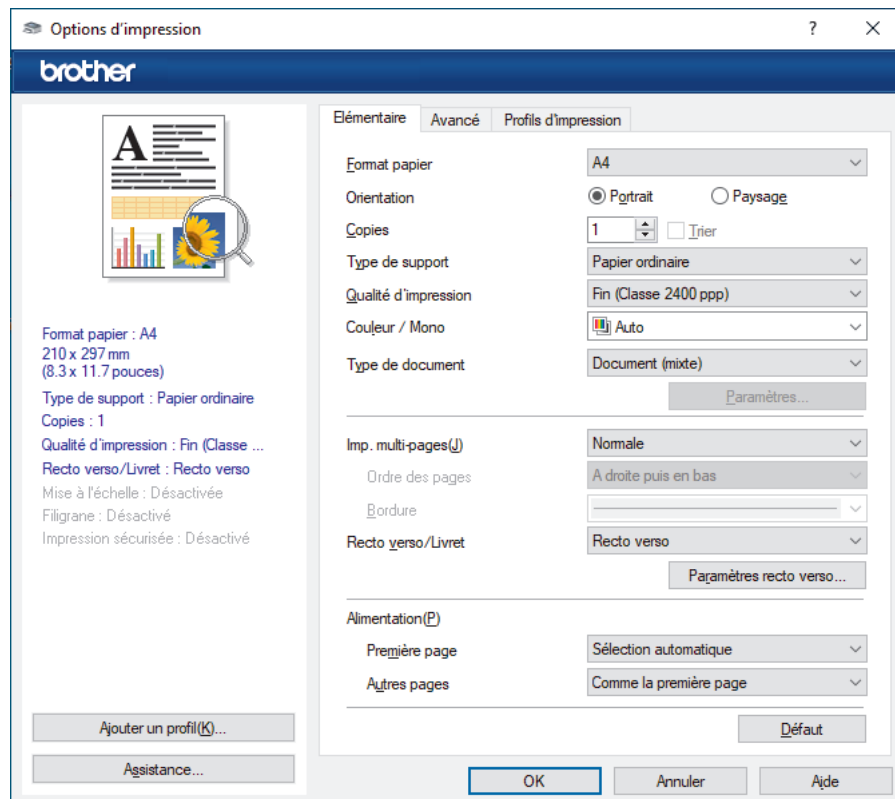 Options d'impression
?
brother
A
Format papier : A4
210 x 297 mm
(8.3 x 11.7 pouces)
Type de support : Papier ordinaire
Copies : 1
Qualité d'impression : Fin (Classe ...
Recto verso/Livret : Recto verso
Mise à l'échelle : Désactivée
Filigrane : Désactivé
Impression sécurisée : Désactivé
Ajouter un profil(K)...
Assistance...
Elémentaire Avancé Profils d'impression
Format papier A4
Orientation Portrait Paysage
Copies 1 Trier
Type de support Papier ordinaire
Qualité d'impression Fin (Classe 2400 ppp)
Couleur / Mono Auto
Type de document Document (mixte)
Paramètres...
Imp. multi-pages(J) Normale
Ordre des pages A droite puis en bas
Bordure
Recto verso/Livret Recto verso
Paramètres recto verso...
Alimentation(P)
Première page Sélection automatique
Autres pages Comme la première page
Défaut
OK Annuler Aide